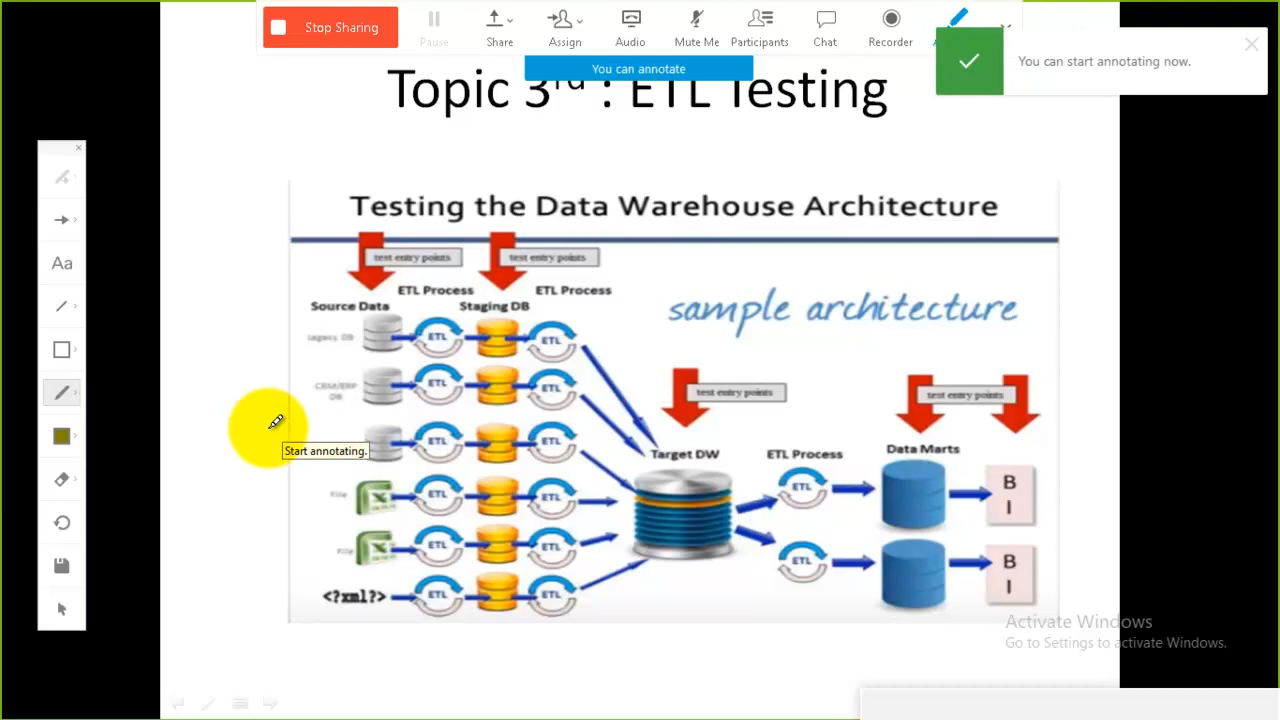 Stop Sharing
Pause
Share
Assign
Audio
Mute Me
Participants
Chat
Recorder
You can annotate
You can start annotating now.
Topic 3rd : ETL Testing
Aa
Testing the Data Warehouse Architecture
test entry points
test entry points
ETL Process
ETL Process
Source Data
Staging DB
sample architecture
Legacy DB
ETL
ETL
CRM/ERP
DB
ETL
ETL
test entry points
test entry points
Start annotating.
ETL
ETL
Target DW
ETL Process
Data Marts
File
ETL
ETL
ETL
B
I
File
ETL
ETL
ETL
B
I
<?xml?>
ETL
ETL
Activate Windows
Go to Settings to activate Windows.